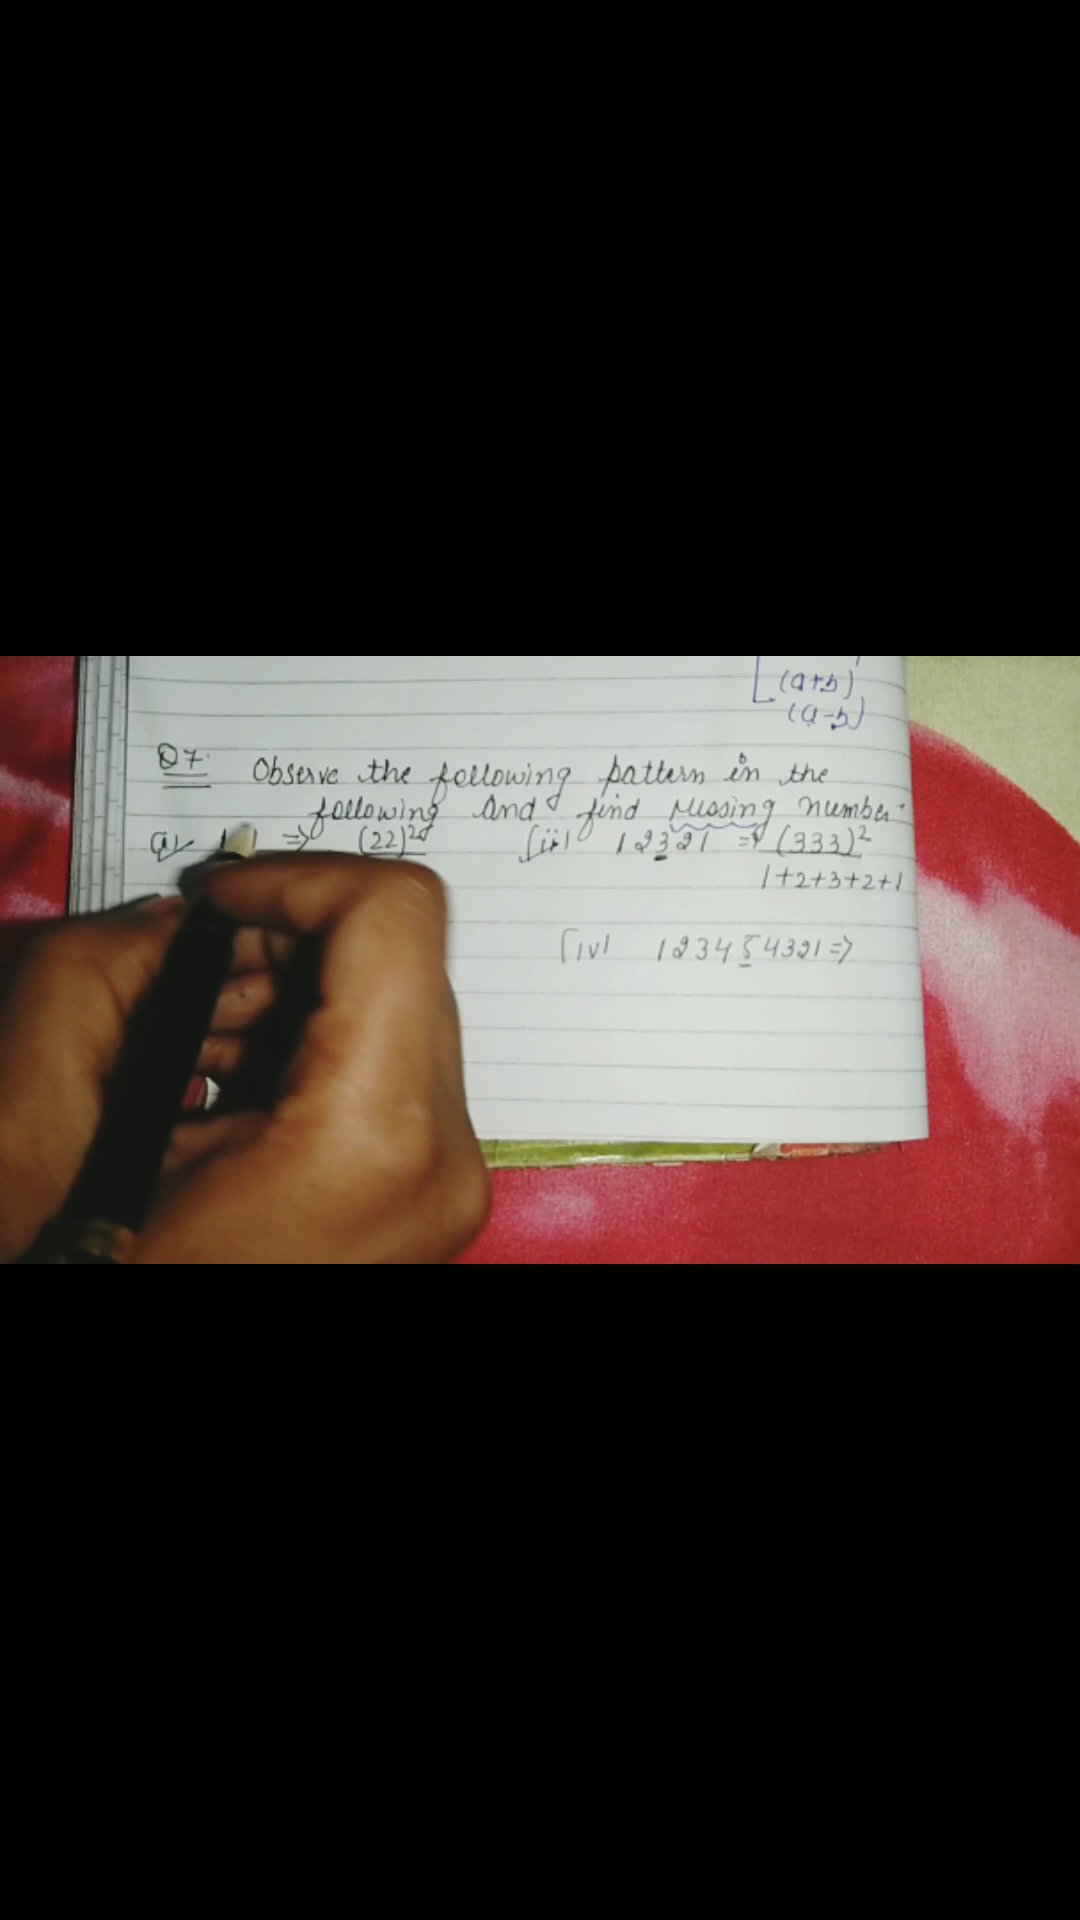 (a+b)
(a-b)
Q7. Observe the following pattern in the
following and find missing number.
(22)²
(ii) 12321 => (333)²
1+2+3+2+1
(iv) 123454321 =>